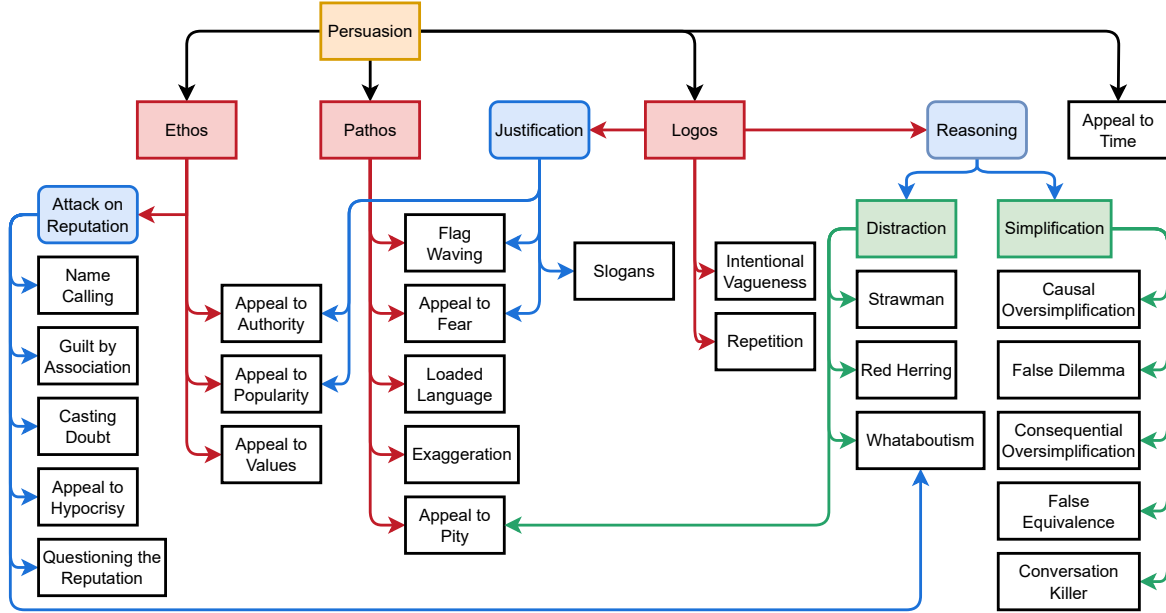 Persuasion
Ethos
Pathos
Justification
Logos
Reasoning
Appeal to
Time
Attack on
Reputation
Name
Calling
Guilt by
Association
Casting
Doubt
Appeal to
Hypocrisy
Questioning the
Reputation
Appeal to
Authority
Appeal to
Popularity
Appeal to
Values
Flag
Waving
Appeal to
Fear
Loaded
Language
Exaggeration
Appeal to
Pity
Slogans
Intentional
Vagueness
Repetition
Distraction
Strawman
Red Herring
Whataboutism
Simplification
Causal
Oversimplification
False Dilemma
Consequential
Oversimplification
False
Equivalence
Conversation
Killer